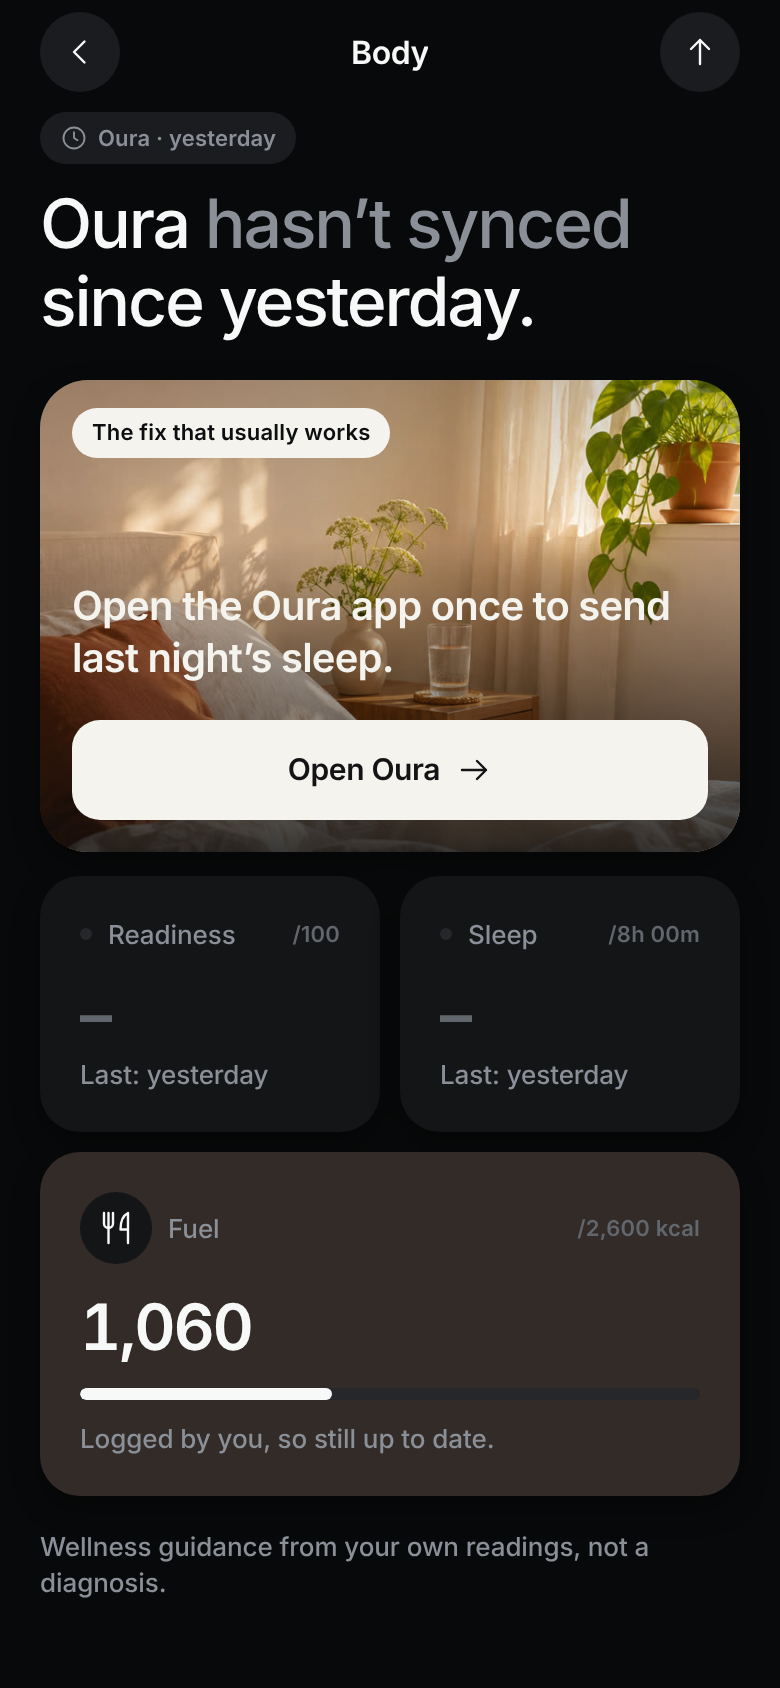 Body
Oura · yesterday
Oura hasn’t synced
since yesterday.
The fix that usually works
Open the Oura app once to send
last night’s sleep.
Open Oura
Readiness
/100
—
Last: yesterday
Sleep
/8h 00m
—
Last: yesterday
Fuel
/2,600 kcal
1,060
Logged by you, so still up to date.
Wellness guidance from your own readings, not a
diagnosis.